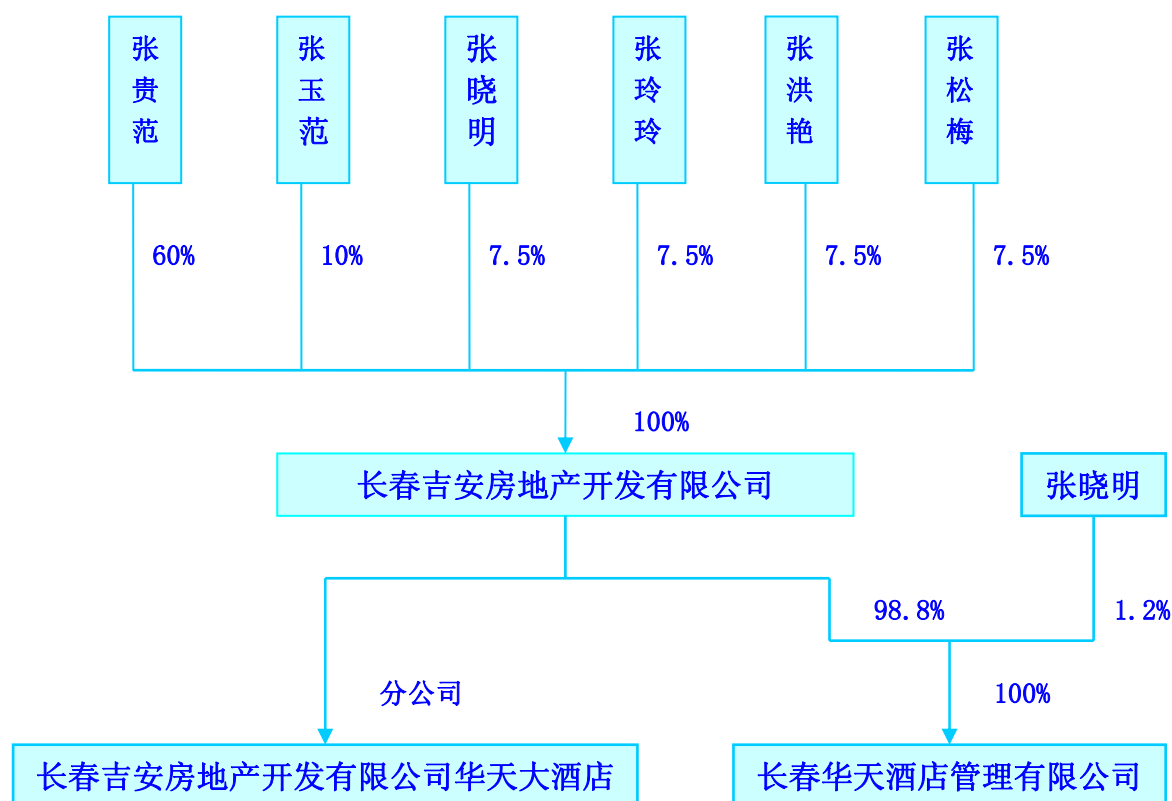 张贵范
张玉范
张晓明
张玲玲
张洪艳
张松梅
60%
10%
7.5%
7.5%
7.5%
7.5%
100%
长春吉安房地产开发有限公司
张晓明
98.8%
1.2%
分公司
100%
长春吉安房地产开发有限公司华天大酒店
长春华天酒店管理有限公司